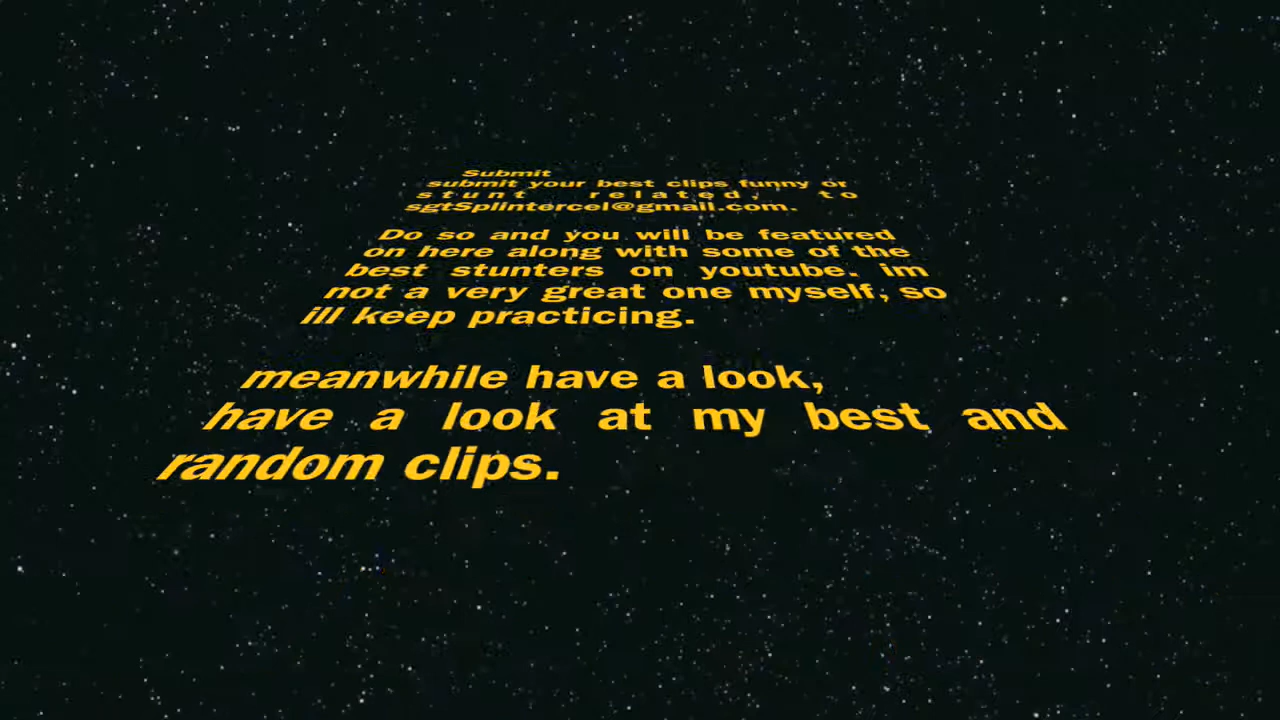 Submit
submit your best clips funny or
stunt related, to
sgtSplintercel@gmail.com.
Do so and you will be featured
on here along with some of the
best stunters on youtube. im
not a very great one myself, so
ill keep practicing.
meanwhile have a look,
have a look at my best and
random clips.